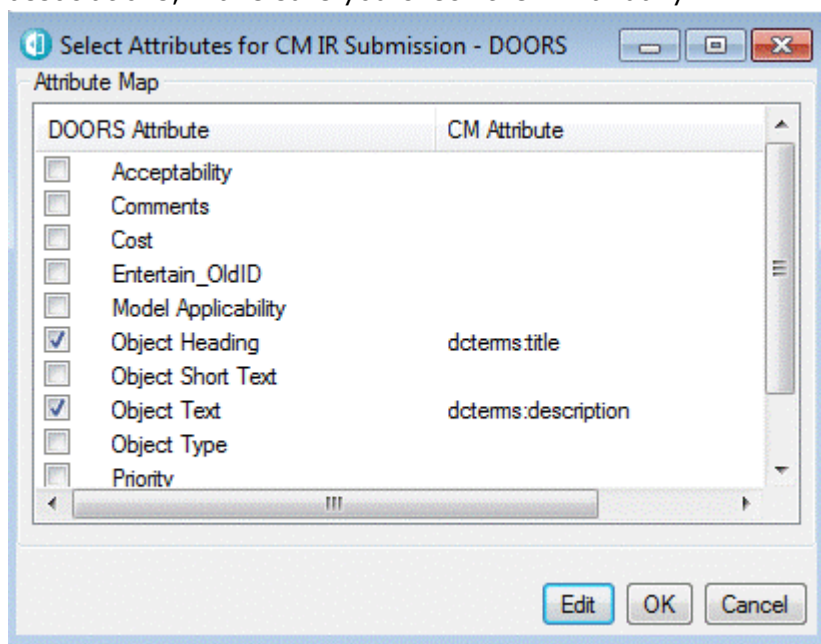 Select Attributes for CM IR Submission - DOORS
Attribute Map
DOORS Attribute CM Attribute
Acceptability
Comments
Cost
Entertain_OldID
Model Applicability
Object Heading dcterms:title
Object Short Text
Object Text dcterms:description
Object Type
Priority
Edit OK Cancel